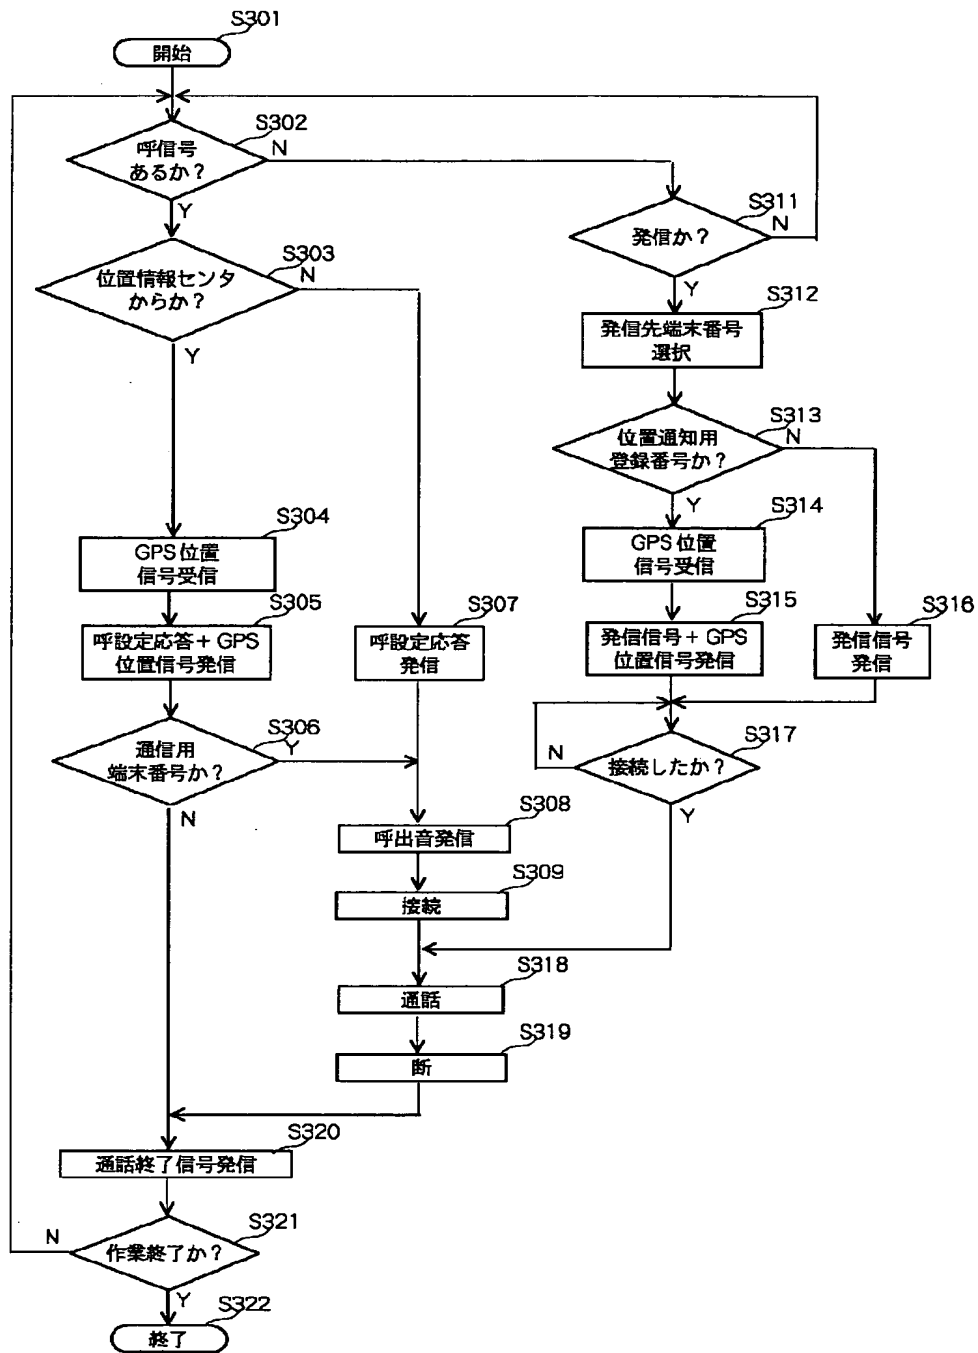 S301
開始
S302
呼信号
あるか？
N
Y
S311
発信か？
N
Y
S303
位置情報センタ
からか？
N
Y
S312
発信先端末番号
選択
S313
位置通知用
登録番号か？
N
Y
S304
GPS位置
信号受信
S314
GPS位置
信号受信
S305
呼設定応答＋GPS
位置信号発信
S307
呼設定応答
発信
S315
発信信号＋GPS
位置信号発信
S316
発信信号
発信
S306
通信用
端末番号か？
Y
N
S317
接続したか？
N
Y
S308
呼出音発信
S309
接続
S318
通話
S319
断
S320
通話終了信号発信
S321
作業終了か？
N
Y
S322
終了